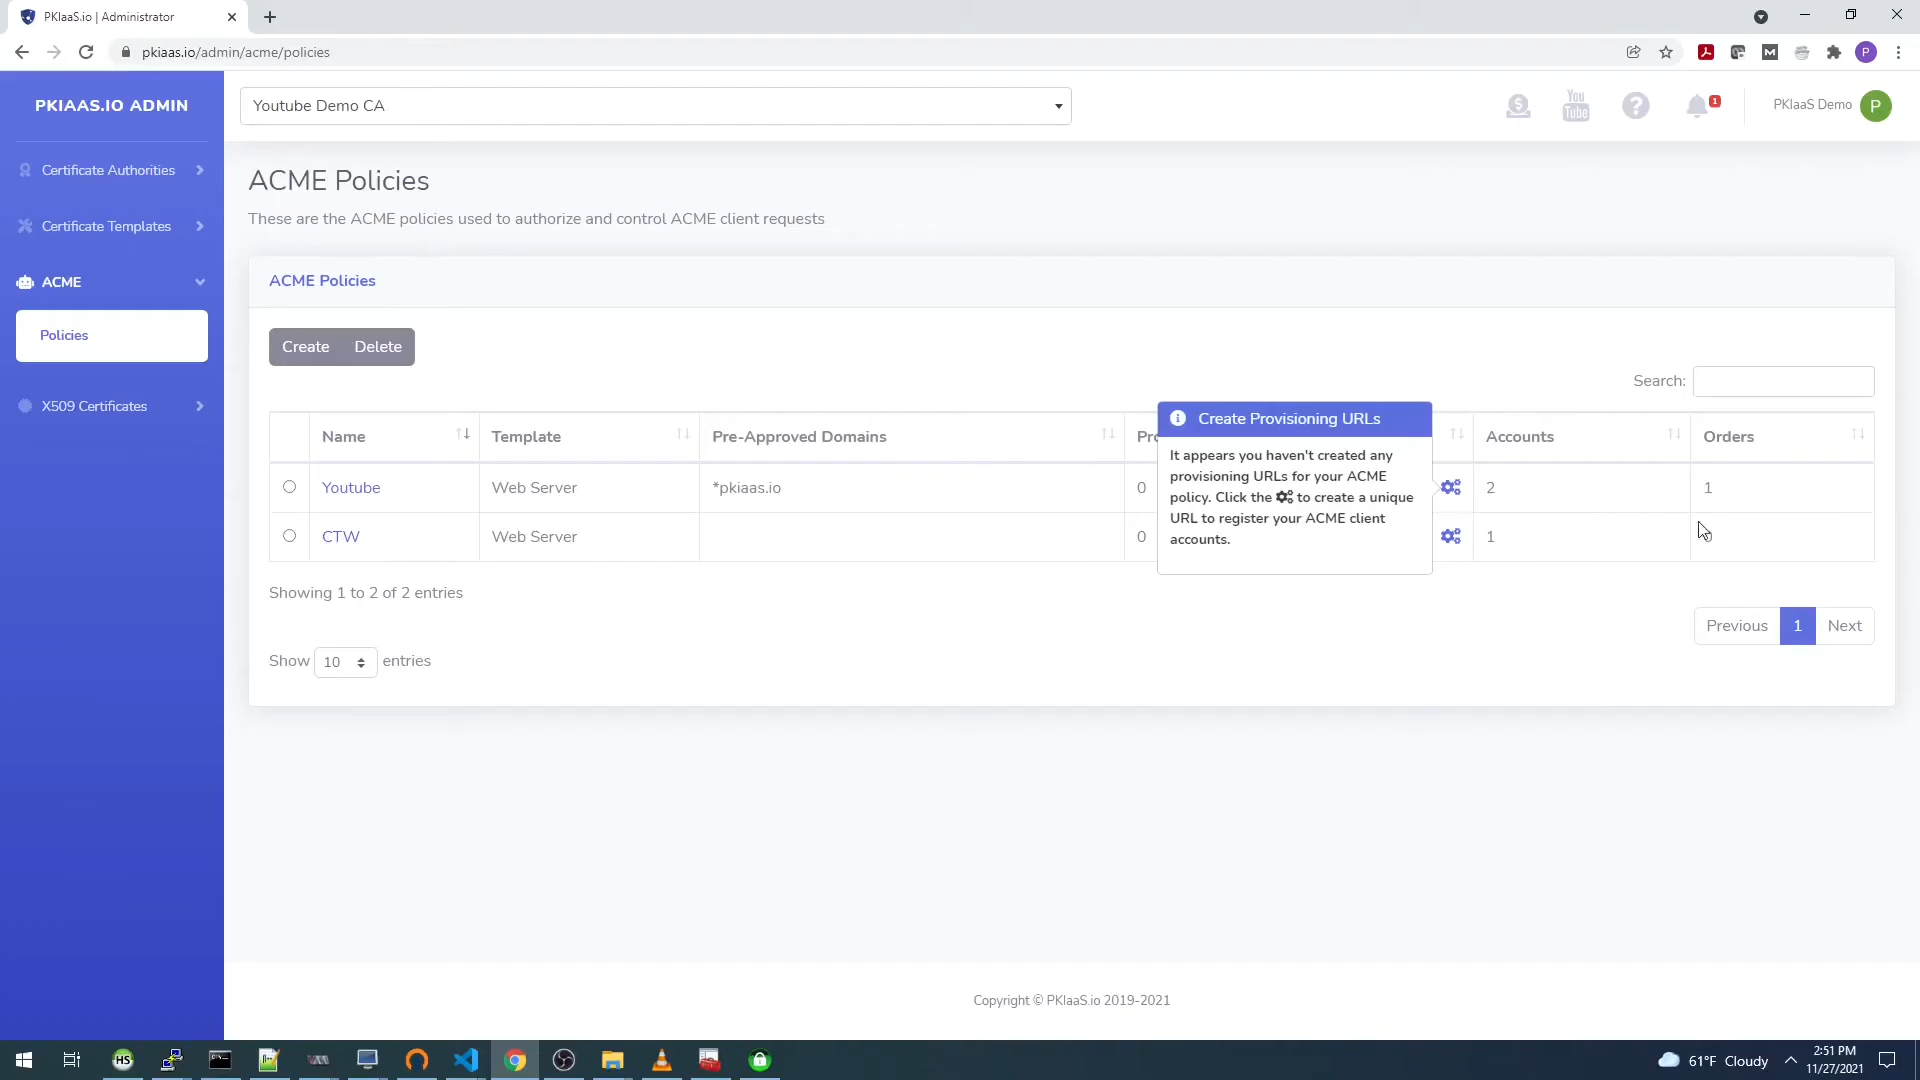 PKIaaS.io | Administrator
pkiaas.io/admin/acme/policies
P
PKIAAS.IO ADMIN
Youtube Demo CA
You
Tube
1
PKIaaS Demo
P
Certificate Authorities
Certificate Templates
ACME
Policies
X509 Certificates
ACME Policies
These are the ACME policies used to authorize and control ACME client requests
ACME Policies
Create Delete
Search:
Name Template Pre-Approved Domains Accounts Orders
Create Provisioning URLs
It appears you haven't created any
provisioning URLs for your ACME
policy. Click the to create a unique
URL to register your ACME client
accounts.
Youtube Web Server *pkiaas.io 0 2 1
CTW Web Server 0 1
Showing 1 to 2 of 2 entries
Previous 1 Next
Show 10 entries
Copyright © PKIaaS.io 2019-2021
HS
61°F Cloudy
2:51 PM
11/27/2021